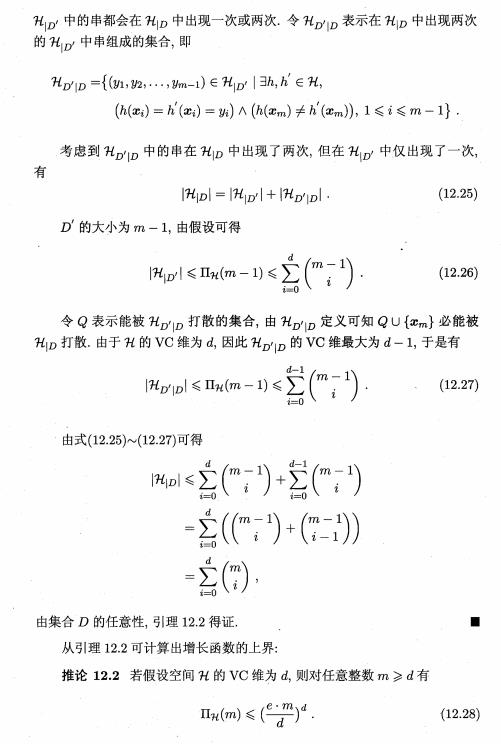 $\mathcal{H}_{|D'}$ 中的串都会在 $\mathcal{H}_{|D}$ 中出现一次或两次. 令 $\mathcal{H}_{D'|D}$ 表示在 $\mathcal{H}_{|D}$ 中出现两次
的 $\mathcal{H}_{|D'}$ 中串组成的集合, 即
$\mathcal{H}_{D'|D} = \{(y_1, y_2, \ldots, y_{m-1}) \in \mathcal{H}_{|D'} \mid \exists h, h' \in \mathcal{H},$
$(h(\boldsymbol{x}_i) = h'(\boldsymbol{x}_i) = y_i) \wedge (h(\boldsymbol{x}_m) \neq h'(\boldsymbol{x}_m)), 1 \leqslant i \leqslant m-1\}.$
考虑到 $\mathcal{H}_{D'|D}$ 中的串在 $\mathcal{H}_{|D}$ 中出现了两次, 但在 $\mathcal{H}_{|D'}$ 中仅出现了一次,
有
$|\mathcal{H}_{|D}| = |\mathcal{H}_{|D'}| + |\mathcal{H}_{D'|D}|.$ (12.25)
$D'$ 的大小为 $m-1$, 由假设可得
$|\mathcal{H}_{|D'}| \leqslant \Pi_{\mathcal{H}}(m-1) \leqslant \sum_{i=0}^{d} \binom{m-1}{i}.$ (12.26)
令 $Q$ 表示能被 $\mathcal{H}_{D'|D}$ 打散的集合, 由 $\mathcal{H}_{D'|D}$ 定义可知 $Q \cup \{\boldsymbol{x}_m\}$ 必能被
$\mathcal{H}_{|D}$ 打散. 由于 $\mathcal{H}$ 的 VC 维为 $d$, 因此 $\mathcal{H}_{D'|D}$ 的 VC 维最大为 $d-1$, 于是有
$|\mathcal{H}_{D'|D}| \leqslant \Pi_{\mathcal{H}}(m-1) \leqslant \sum_{i=0}^{d-1} \binom{m-1}{i}.$ (12.27)
由式(12.25)~(12.27)可得
$|\mathcal{H}_{|D}| \leqslant \sum_{i=0}^{d} \binom{m-1}{i} + \sum_{i=0}^{d-1} \binom{m-1}{i}$
$= \sum_{i=0}^{d} \left( \binom{m-1}{i} + \binom{m-1}{i-1} \right)$
$= \sum_{i=0}^{d} \binom{m}{i},$
由集合 $D$ 的任意性, 引理 12.2 得证. ■
从引理 12.2 可计算出增长函数的上界:
推论 12.2 若假设空间 $\mathcal{H}$ 的 VC 维为 $d$, 则对任意整数 $m \geqslant d$ 有
$\Pi_{\mathcal{H}}(m) \leqslant \left( \frac{e \cdot m}{d} \right)^d.$ (12.28)